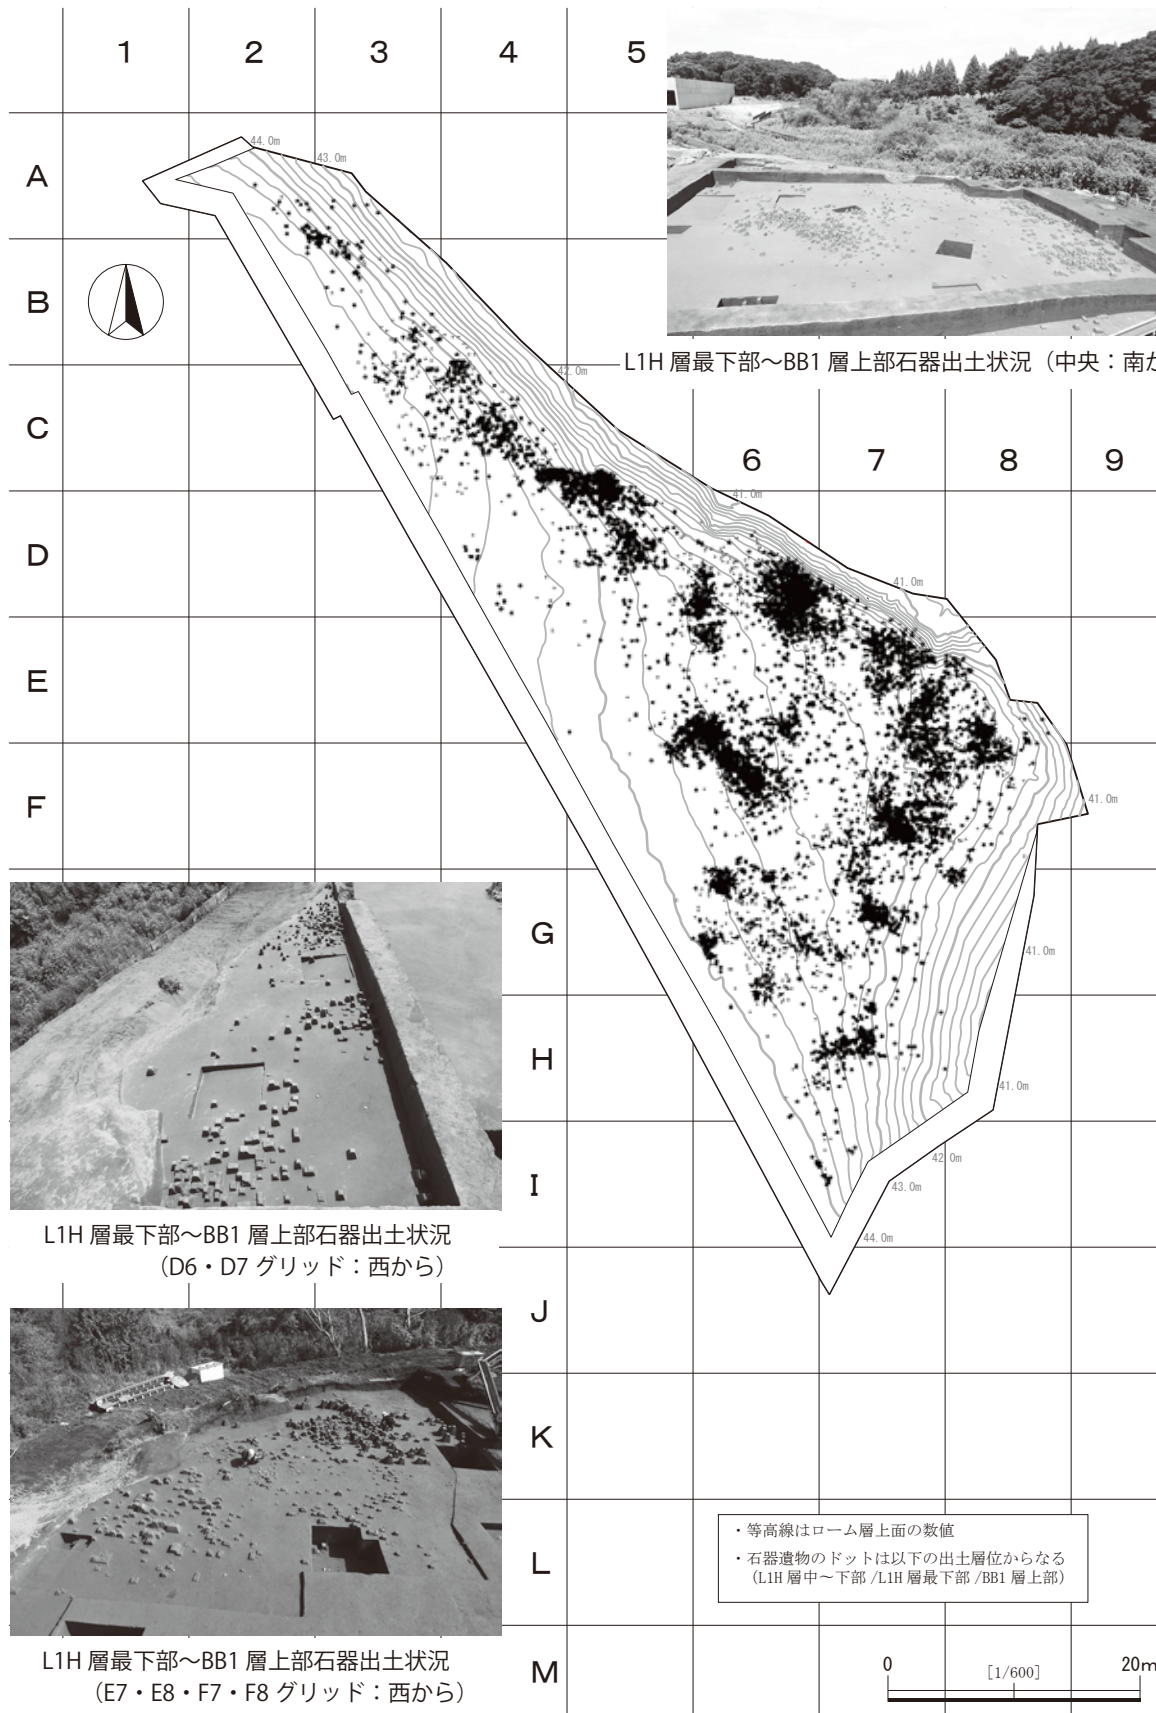 1
2
3
4
5
A
44.0m
43.0m
B
L1H 層最下部～BB1 層上部石器出土状況（中央：南か
42.0m
C
6
7
8
9
41.0m
D
41.0m
E
F
41.0m
G
41.0m
H
41.0m
42.0m
I
43.0m
44.0m
L1H 層最下部～BB1 層上部石器出土状況
（D6・D7 グリッド：西から）
J
K
・等高線はローム層上面の数値
・石器遺物のドットは以下の出土層位からなる
（L1H 層中～下部 /L1H 層最下部 /BB1 層上部）
L
L1H 層最下部～BB1 層上部石器出土状況
（E7・E8・F7・F8 グリッド：西から）
M
0
[1/600]
20m